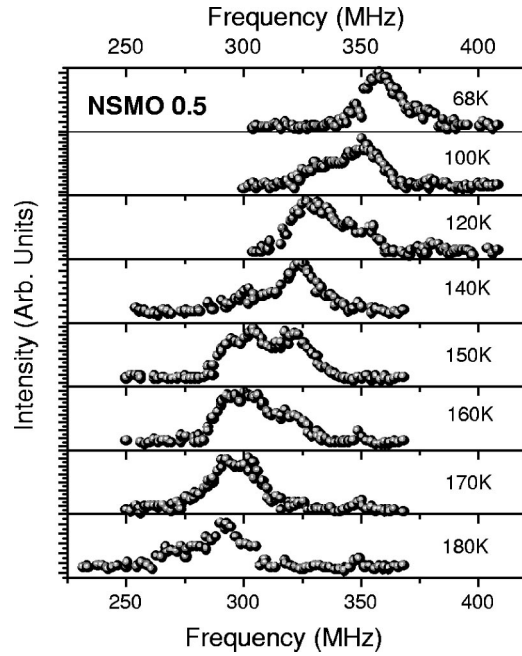 Frequency (MHz)
250 300 350 400
NSMO 0.5
68K
100K
120K
140K
150K
160K
170K
180K
Intensity (Arb. Units)
250 300 350 400
Frequency (MHz)